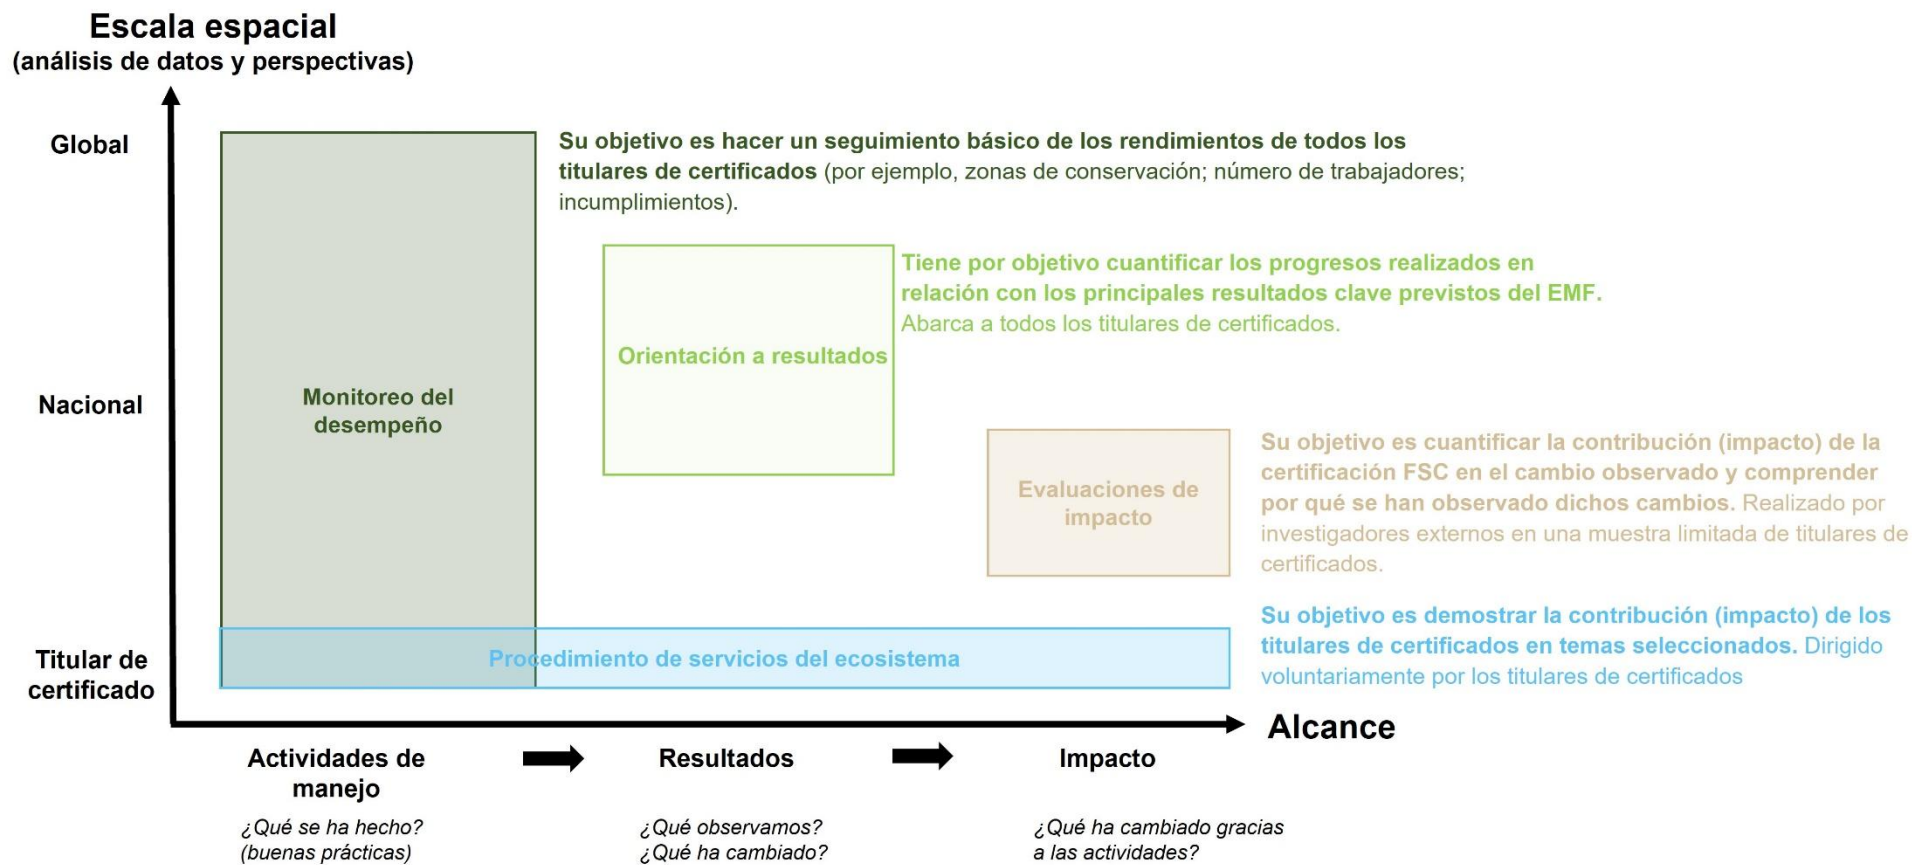 Escala espacial
(análisis de datos y perspectivas)
Global
Su objetivo es hacer un seguimiento básico de los rendimientos de todos los
titulares de certificados (por ejemplo, zonas de conservación; número de trabajadores;
incumplimientos).
Tiene por objetivo cuantificar los progresos realizados en
relación con los principales resultados clave previstos del EMF.
Abarca a todos los titulares de certificados.
Orientación a resultados
Nacional
Monitoreo del
desempeño
Evaluaciones de
impacto
Su objetivo es cuantificar la contribución (impacto) de la
certificación FSC en el cambio observado y comprender
por qué se han observado dichos cambios. Realizado por
investigadores externos en una muestra limitada de titulares de
certificados.
Su objetivo es demostrar la contribución (impacto) de los
titulares de certificados en temas seleccionados. Dirigido
voluntariamente por los titulares de certificados
Titular de
certificado
Procedimiento de servicios del ecosistema
Alcance
Actividades de
manejo
Resultados
Impacto
¿Qué se ha hecho?
(buenas prácticas)
¿Qué observamos?
¿Qué ha cambiado?
¿Qué ha cambiado gracias
a las actividades?